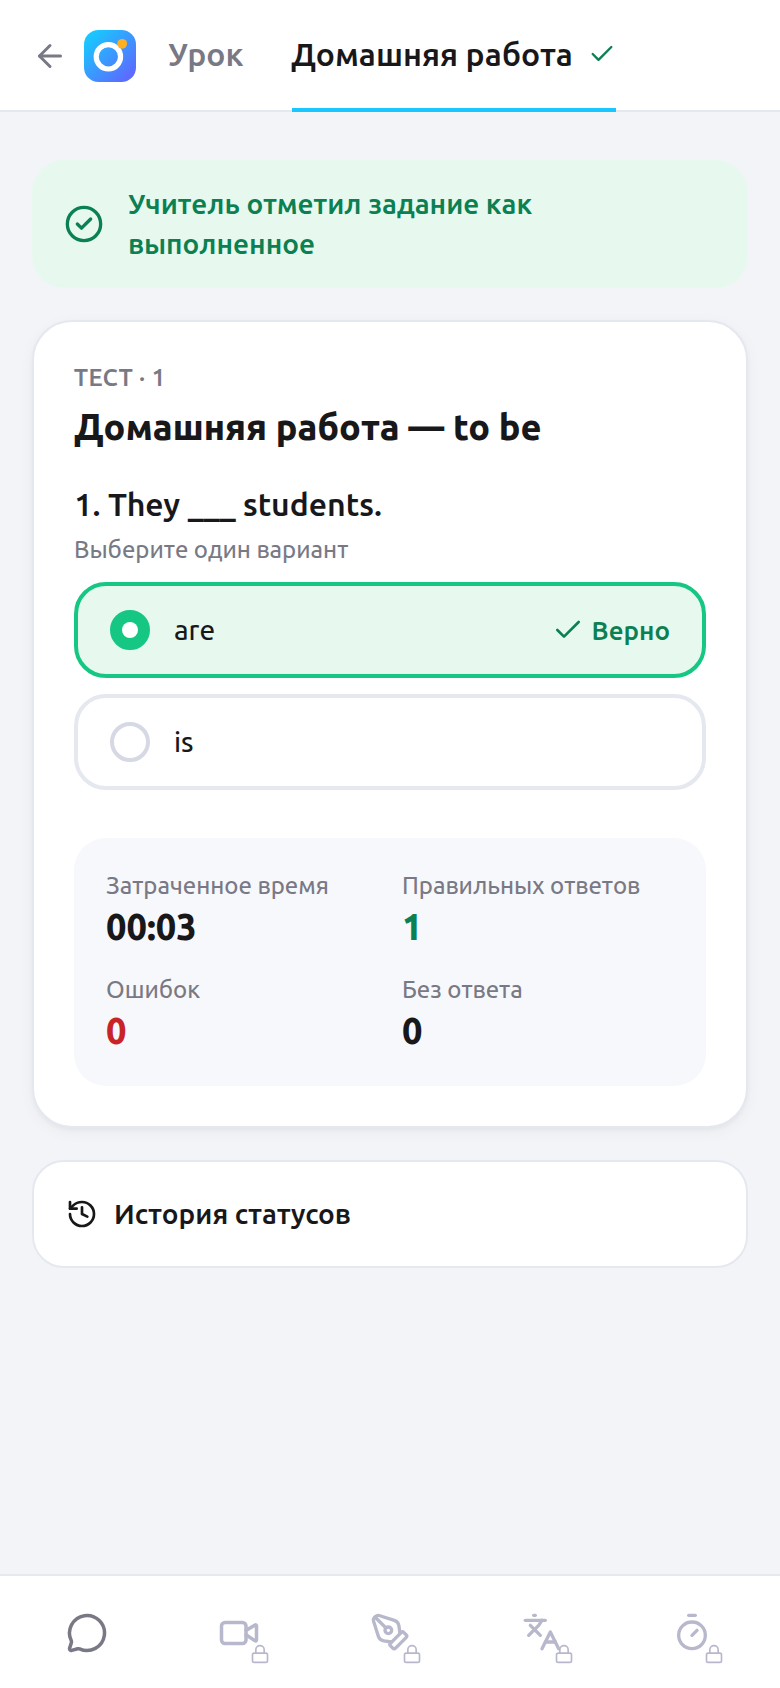 Урок Домашняя работа
Учитель отметил задание как
выполненное
ТЕСТ · 1
Домашняя работа — to be
1. They ___ students.
Выберите один вариант
are Верно
is
Затраченное время Правильных ответов
00:03 1
Ошибок Без ответа
0 0
История статусов